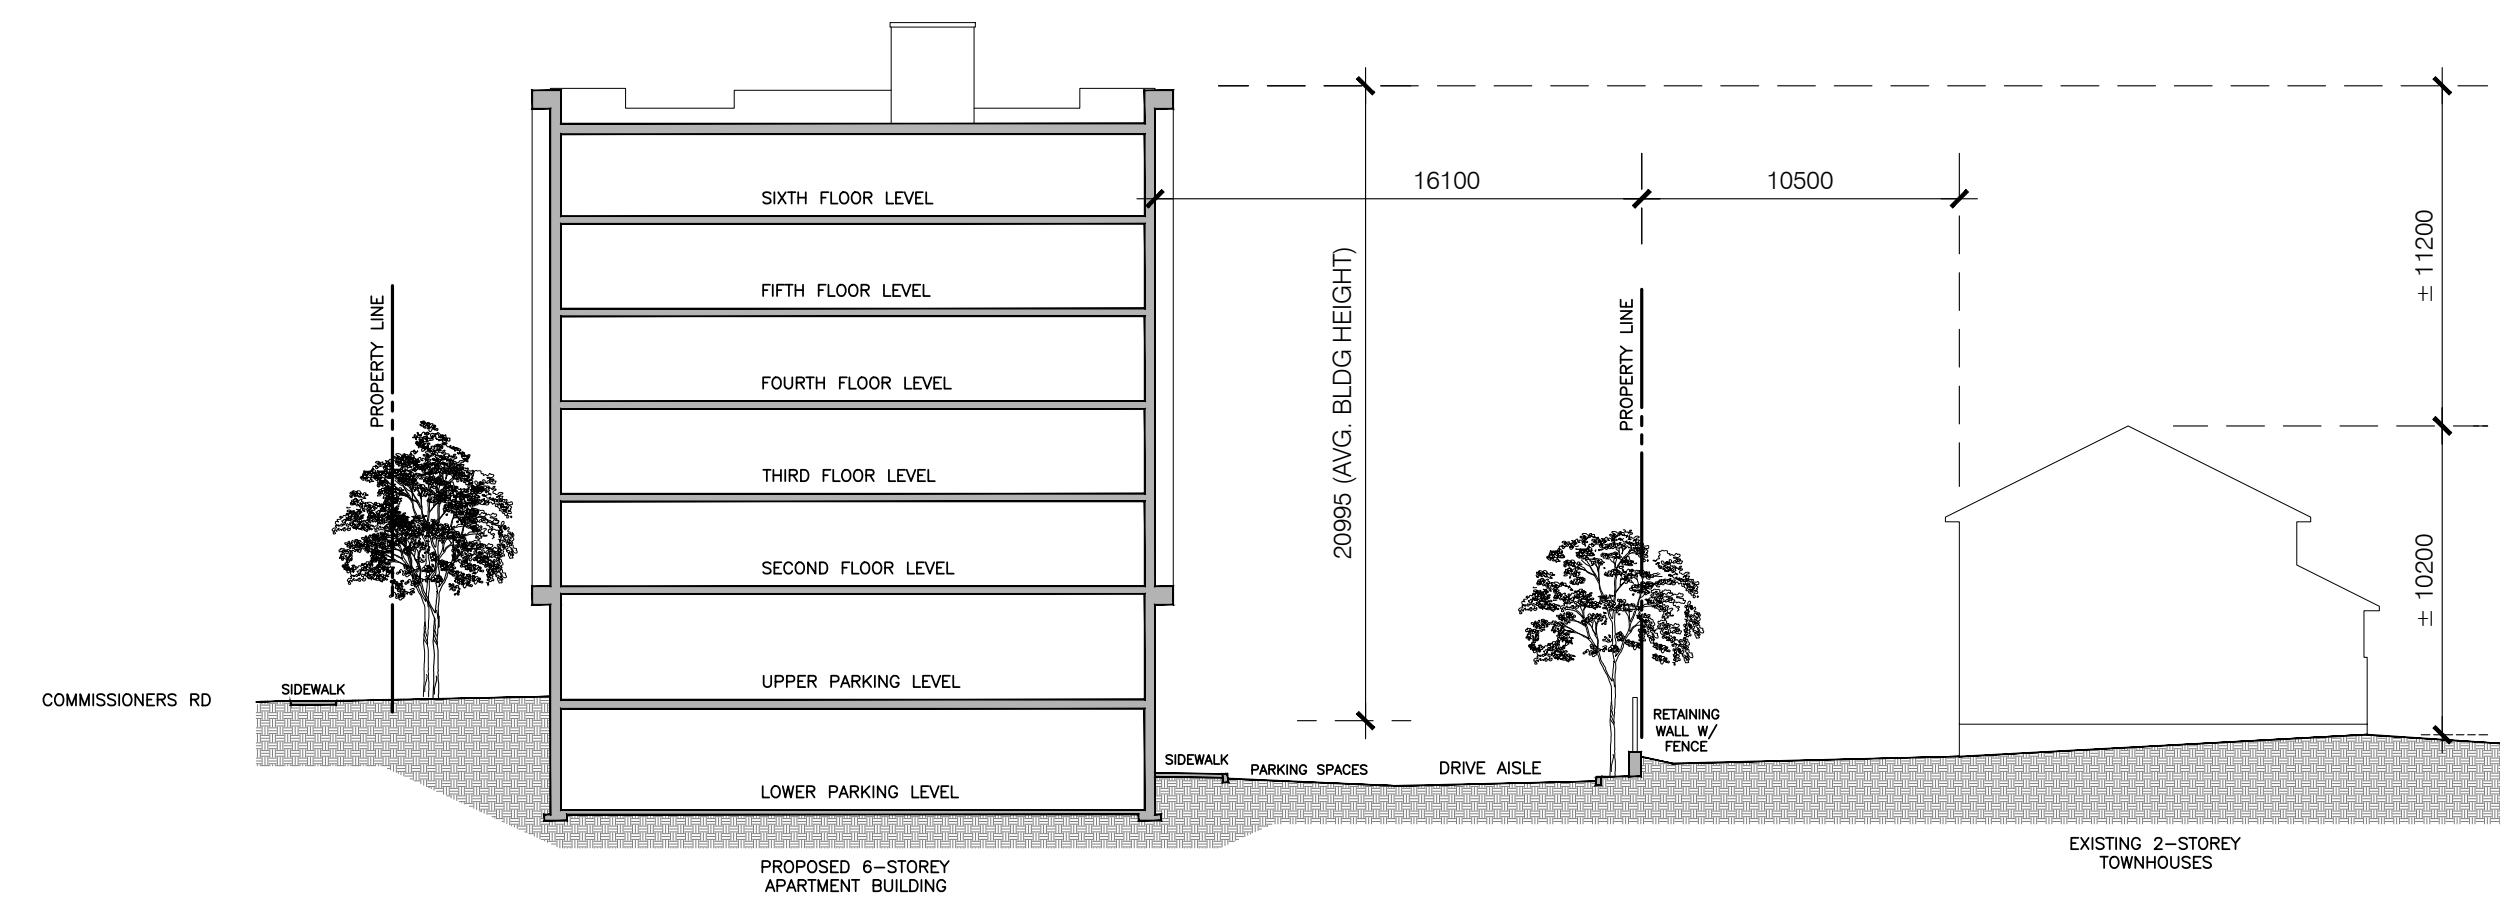 16100
10500
SIXTH FLOOR LEVEL
± 11200
FIFTH FLOOR LEVEL
PROPERTY LINE
PROPERTY LINE
20995 (AVG. BLDG HEIGHT)
FOURTH FLOOR LEVEL
THIRD FLOOR LEVEL
SECOND FLOOR LEVEL
± 10200
UPPER PARKING LEVEL
COMMISSIONERS RD
SIDEWALK
RETAINING
WALL W/
FENCE
SIDEWALK
PARKING SPACES
DRIVE AISLE
LOWER PARKING LEVEL
PROPOSED 6-STOREY
APARTMENT BUILDING
EXISTING 2-STOREY
TOWNHOUSES